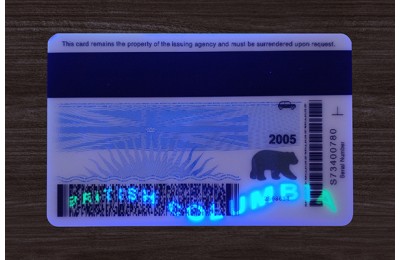 This card remains the property of the issuing agency and must be surrendered upon request.
2005
S73400780
Serial Number
BRITISH COLUMBIA